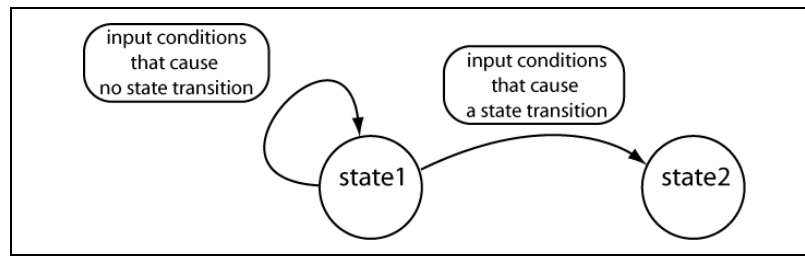 input conditions
that cause
no state transition
input conditions
that cause
a state transition
state1
state2